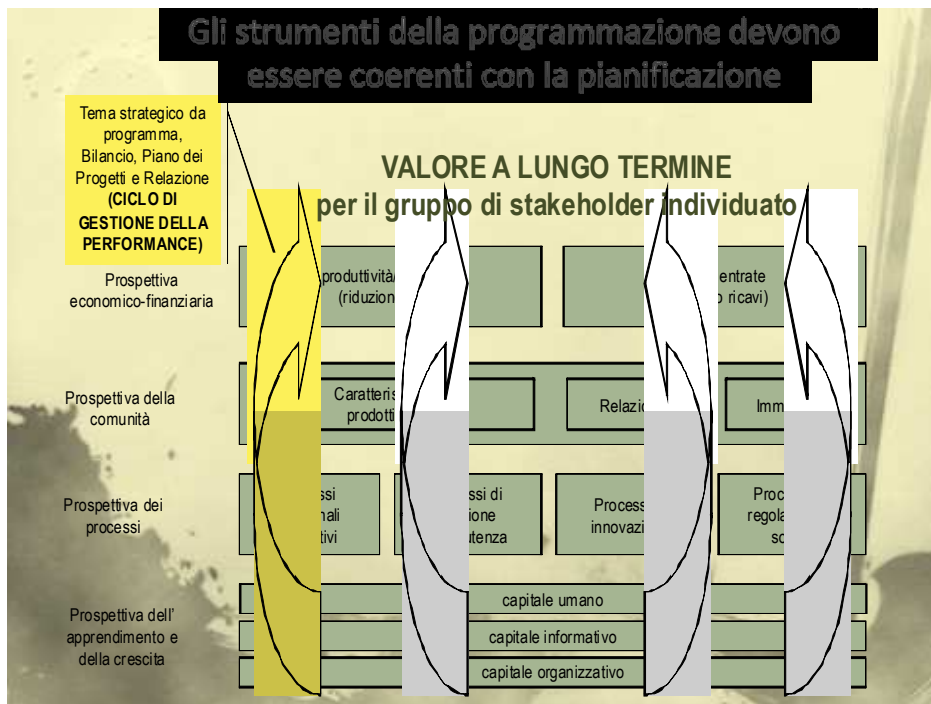 Gli strumenti della programmazione devono
essere coerenti con la pianificazione
Tema strategico da
programma,
Bilancio, Piano dei
Progetti e Relazione
(CICLO DI
GESTIONE DELLA
PERFORMANCE)
VALORE A LUNGO TERMINE
per il gruppo di stakeholder individuato
Prospettiva
economico-finanziaria
produttività
(riduzion
entrate
ricavi)
Prospettiva della
comunità
Caratteris
prodotti
Relazio
Imm
Prospettiva dei
processi
ssi
nali
tivi
ssi di
zione
utenza
Process
innovazi
Proc
regola
so
Prospettiva dell'
apprendimento e
della crescita
capitale umano
capitale informativo
capitale organizzativo